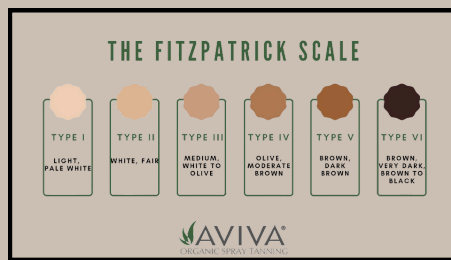 THE FITZPATRICK SCALE
TYPE I
LIGHT,
PALE WHITE
TYPE II
WHITE, FAIR
TYPE III
MEDIUM,
WHITE TO
OLIVE
TYPE IV
OLIVE,
MODERATE
BROWN
TYPE V
BROWN,
DARK
BROWN
TYPE VI
BROWN,
VERY DARK,
BROWN TO
BLACK
AVIVA®
ORGANIC SPRAY TANNING